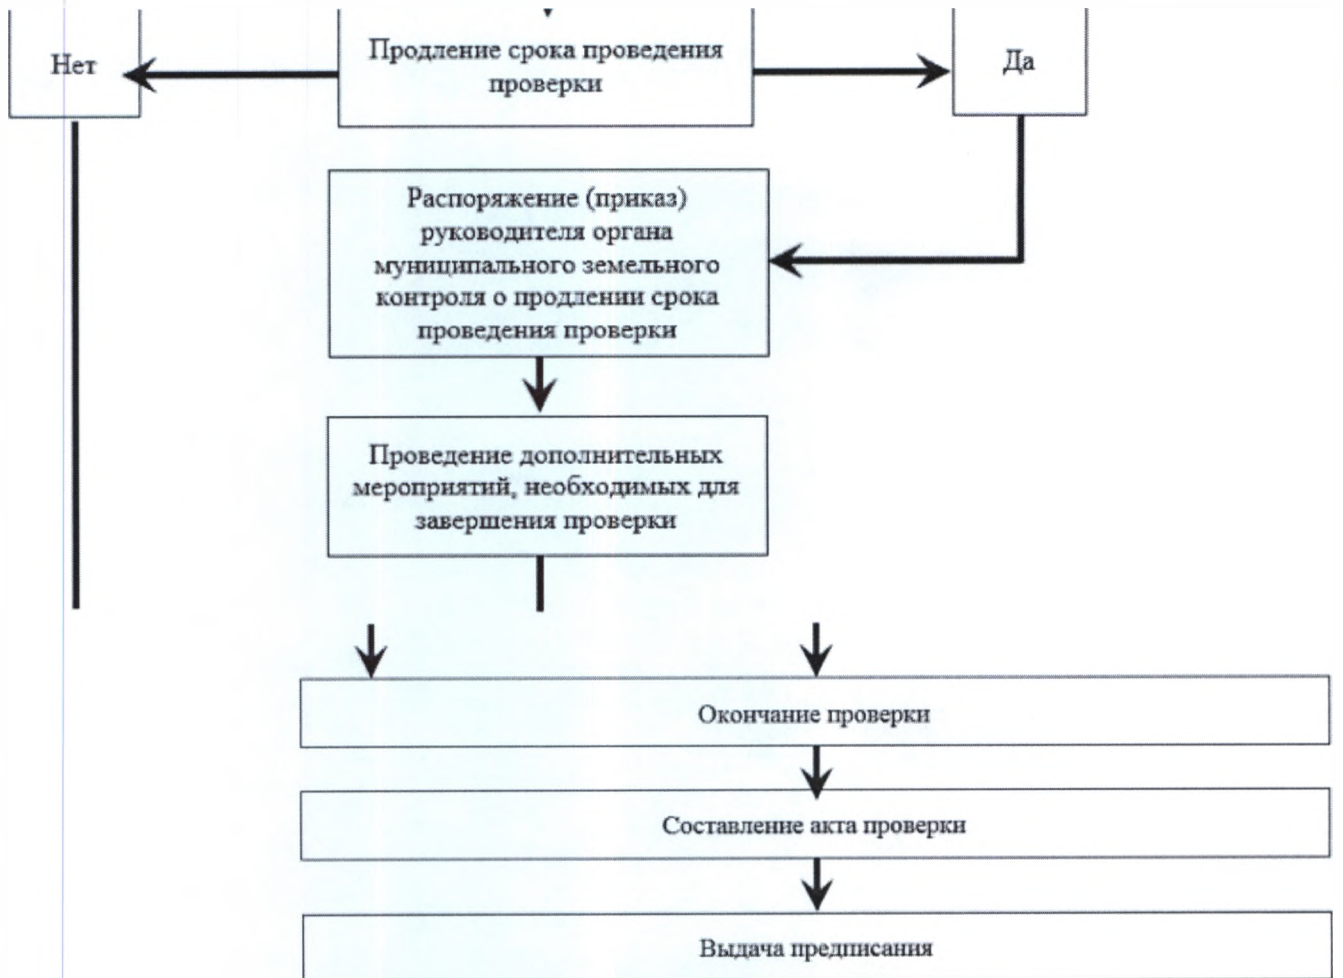 Нет
Продление срока проведения
проверки
Да
Распоряжение (приказ)
руководителя органа
муниципального земельного
контроля о продлении срока
проведения проверки
Проведение дополнительных
мероприятий, необходимых для
завершения проверки
Окончание проверки
Составление акта проверки
Выдача предписания